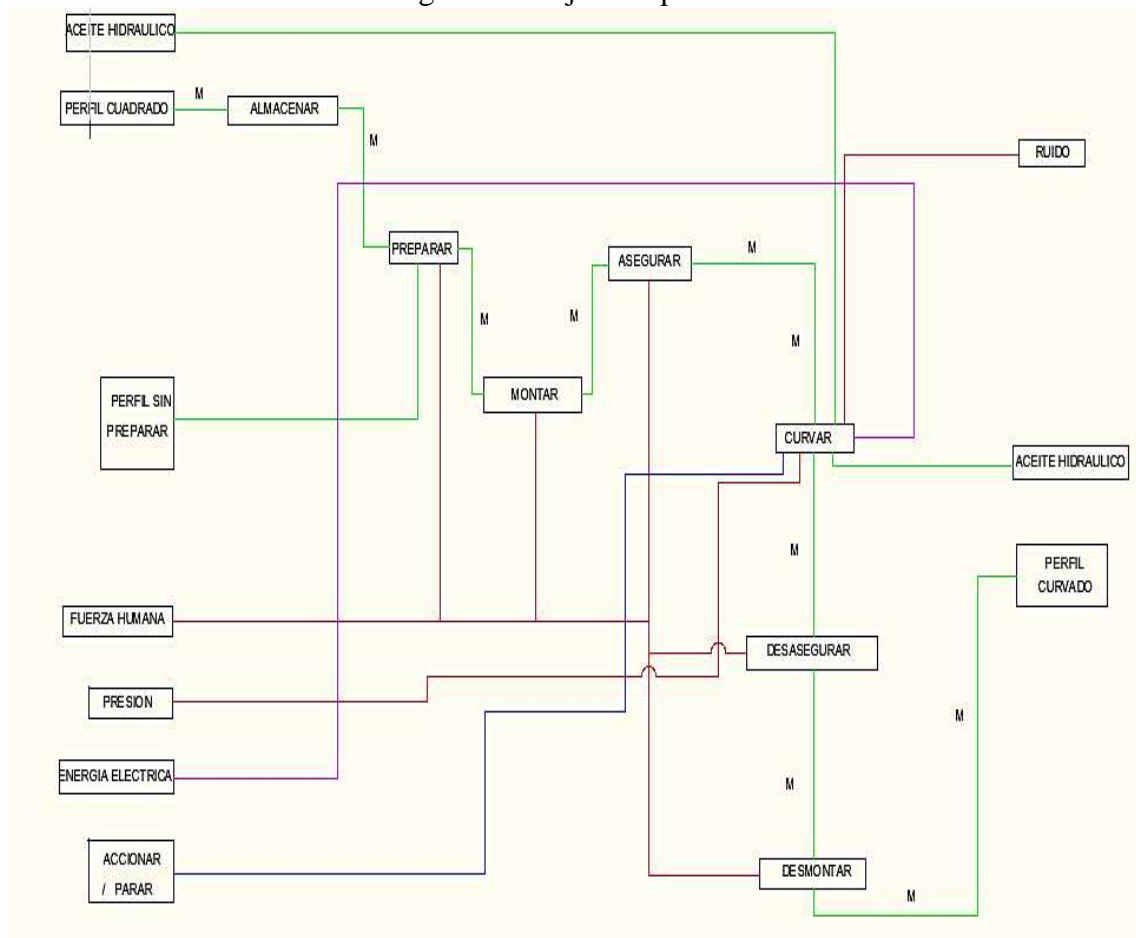 ACEITE HIDRAULICO
PERFIL CUADRADO
M
ALMACENAR
M
RUIDO
PREPARAR
ASEGURAR
M
M
M
M
PERFIL SIN
PREPARAR
MONTAR
CURVAR
ACEITE HIDRAULICO
M
PERFIL
CURVADO
FUERZA HUMANA
DESASEGURAR
PRESION
M
ENERGIA ELECTRICA
M
ACCIONAR
/ PARAR
DESMONTAR
M